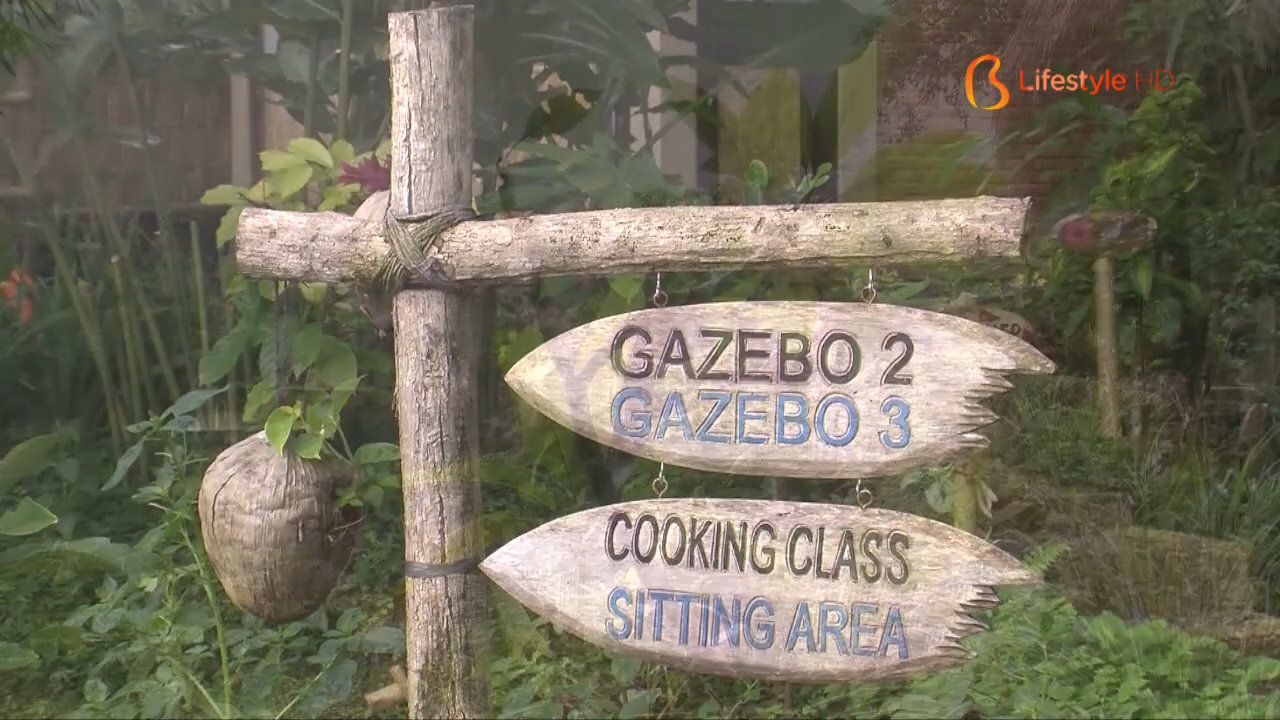 Lifestyle HD
GAZEBO 2
GAZEBO 3
COOKING CLASS
SITTING AREA